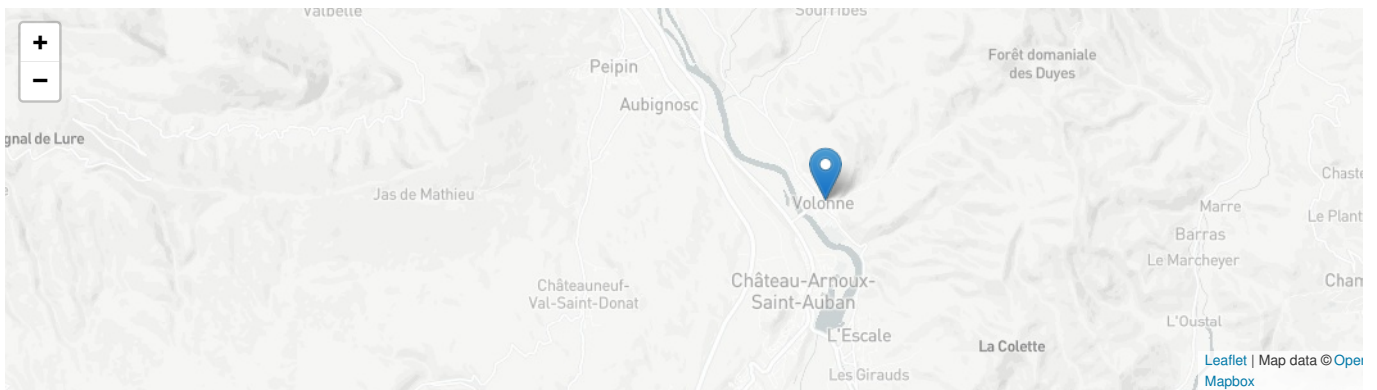 Valbelle
Sourribes
+
−
Forêt domaniale
des Duyes
Peipin
Aubignosc
gnal de Lure
Chaste
Jas de Mathieu
Volonne
Marre
Le Plant
Barras
Le Marcheyer
Château-Arnoux-
Saint-Auban
Châteauneuf-
Val-Saint-Donat
Cham
L'Oustal
L'Escale
La Colette
Les Girauds
Leaflet | Map data © Oper
Mapbox